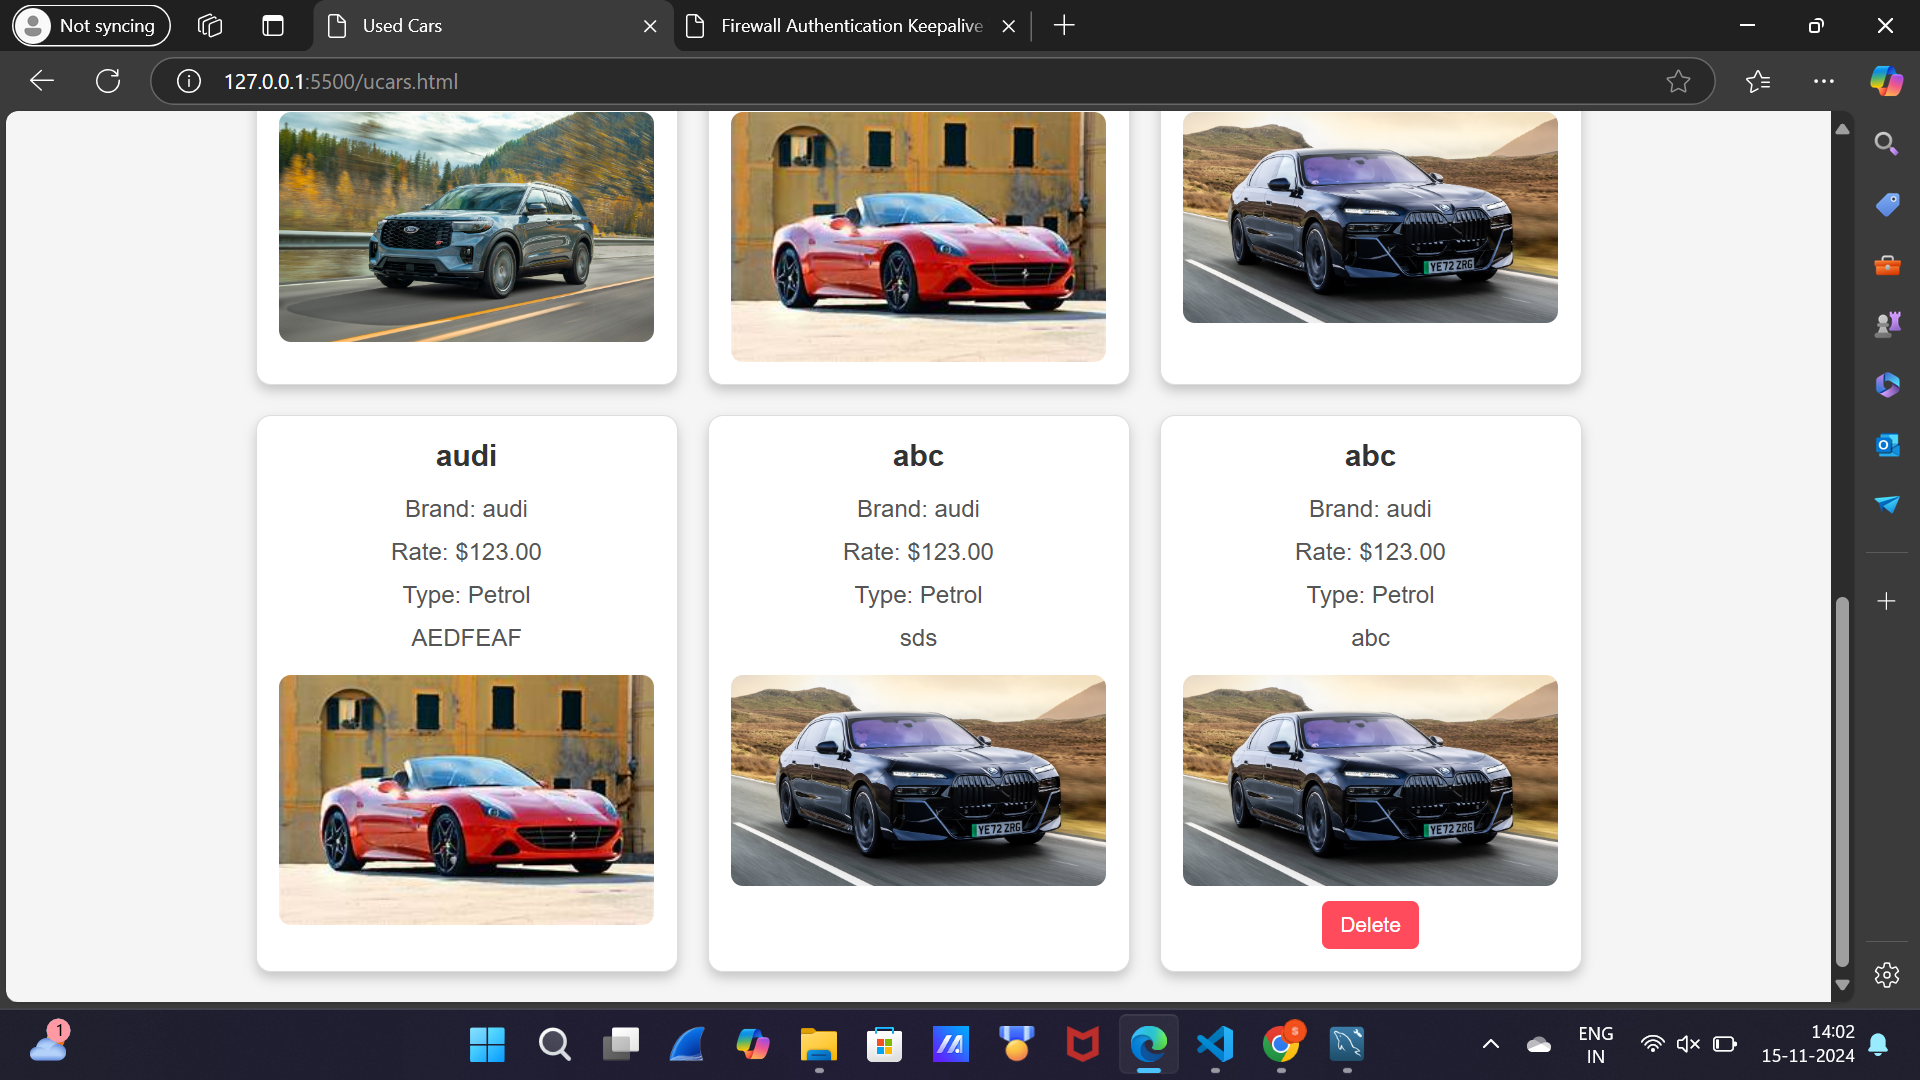 Not syncing
Used Cars
Firewall Authentication Keepalive
127.0.0.1:5500/ucars.html
YE72 ZRG
audi
Brand: audi
Rate: $123.00
Type: Petrol
AEDFEAF
abc
Brand: audi
Rate: $123.00
Type: Petrol
sds
YE72 ZRG
abc
Brand: audi
Rate: $123.00
Type: Petrol
abc
YE72 ZRG
Delete
1
ENG
IN
14:02
15-11-2024